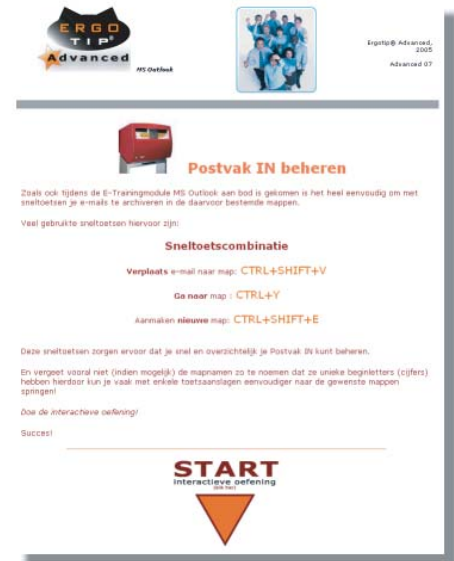 ERGO
TIP®
Advanced
MS Outlook
Ergotip® Advanced,
2005
Advanced 07
Postvak IN beheren
Zoals ook tijdens de E-Trainingmodule MS Outlook aan bod is gekomen is het heel eenvoudig om met
sneltoetsen je e-mails te archiveren in de daarvoor bestemde mappen.
Veel gebruikte sneltoetsen hiervoor zijn:
Sneltoetscombinatie
Verplaats e-mail naar map: CTRL+SHIFT+V
Ga naar map : CTRL+Y
Aanmaken nieuwe map: CTRL+SHIFT+E
Deze sneltoetsen zorgen ervoor dat je snel en overzichtelijk je Postvak IN kunt beheren.
En vergeet vooral niet (indien mogelijk) de mapnamen zo te noemen dat ze unieke beginletters (cijfers)
hebben hierdoor kun je vaak met enkele toetsaanslagen eenvoudiger naar de gewenste mappen
springen!
Doe de interactieve oefening!
Succes!
START
interactieve oefening